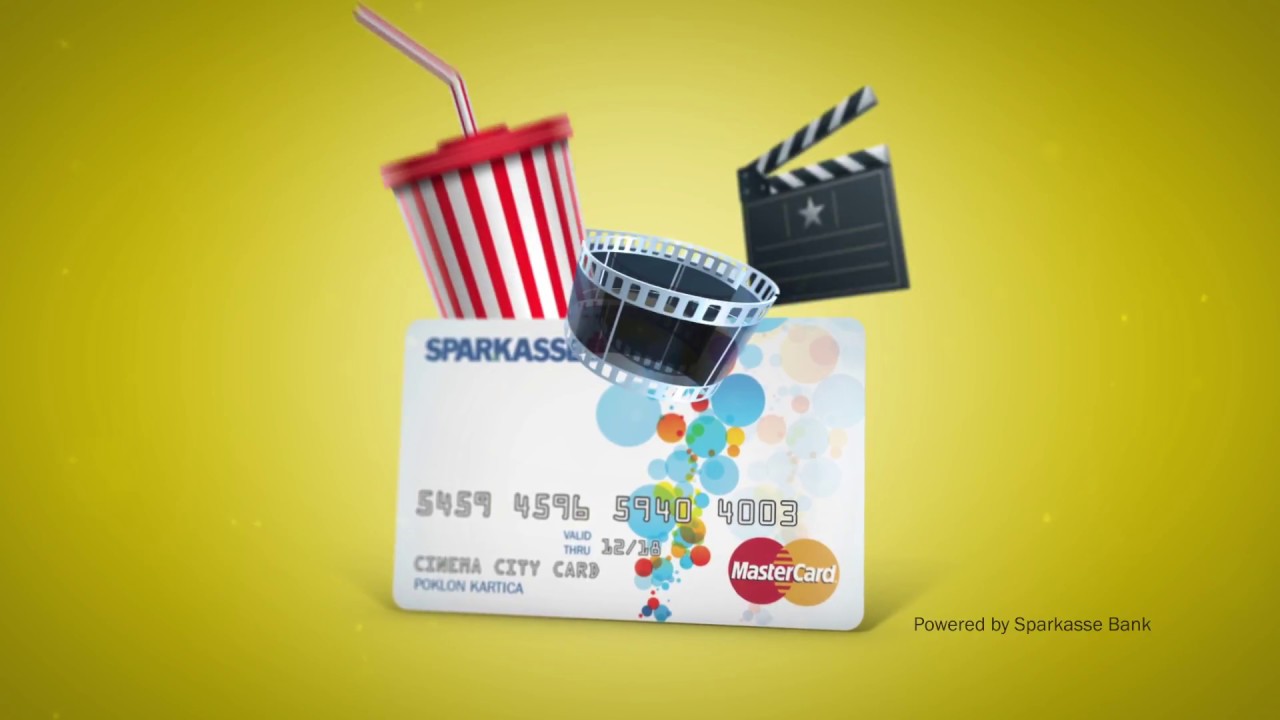 SPARKASSE
5459 4596 5940 4003
VALID
THRU 12/18
CINEMA CITY CARD
POKLON KARTICA
MasterCard
Powered by Sparkasse Bank